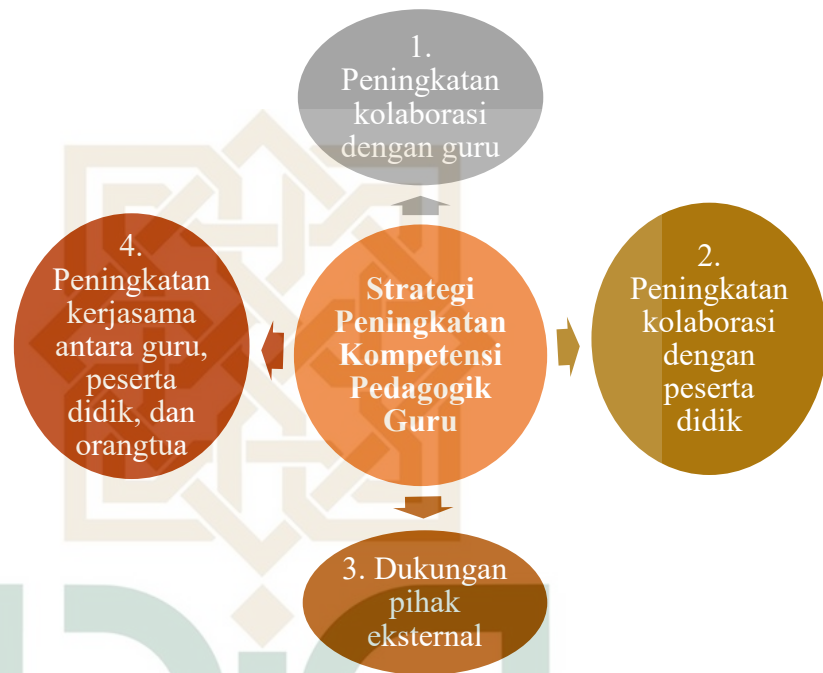 1.
Peningkatan
kolaborasi
dengan guru
2.
Peningkatan
kolaborasi
dengan
peserta
didik
3. Dukungan
pihak
eksternal
4.
Peningkatan
kerjasama
antara guru,
peserta
didik, dan
orangtua
Strategi
Peningkatan
Kompetensi
Pedagogik
Guru